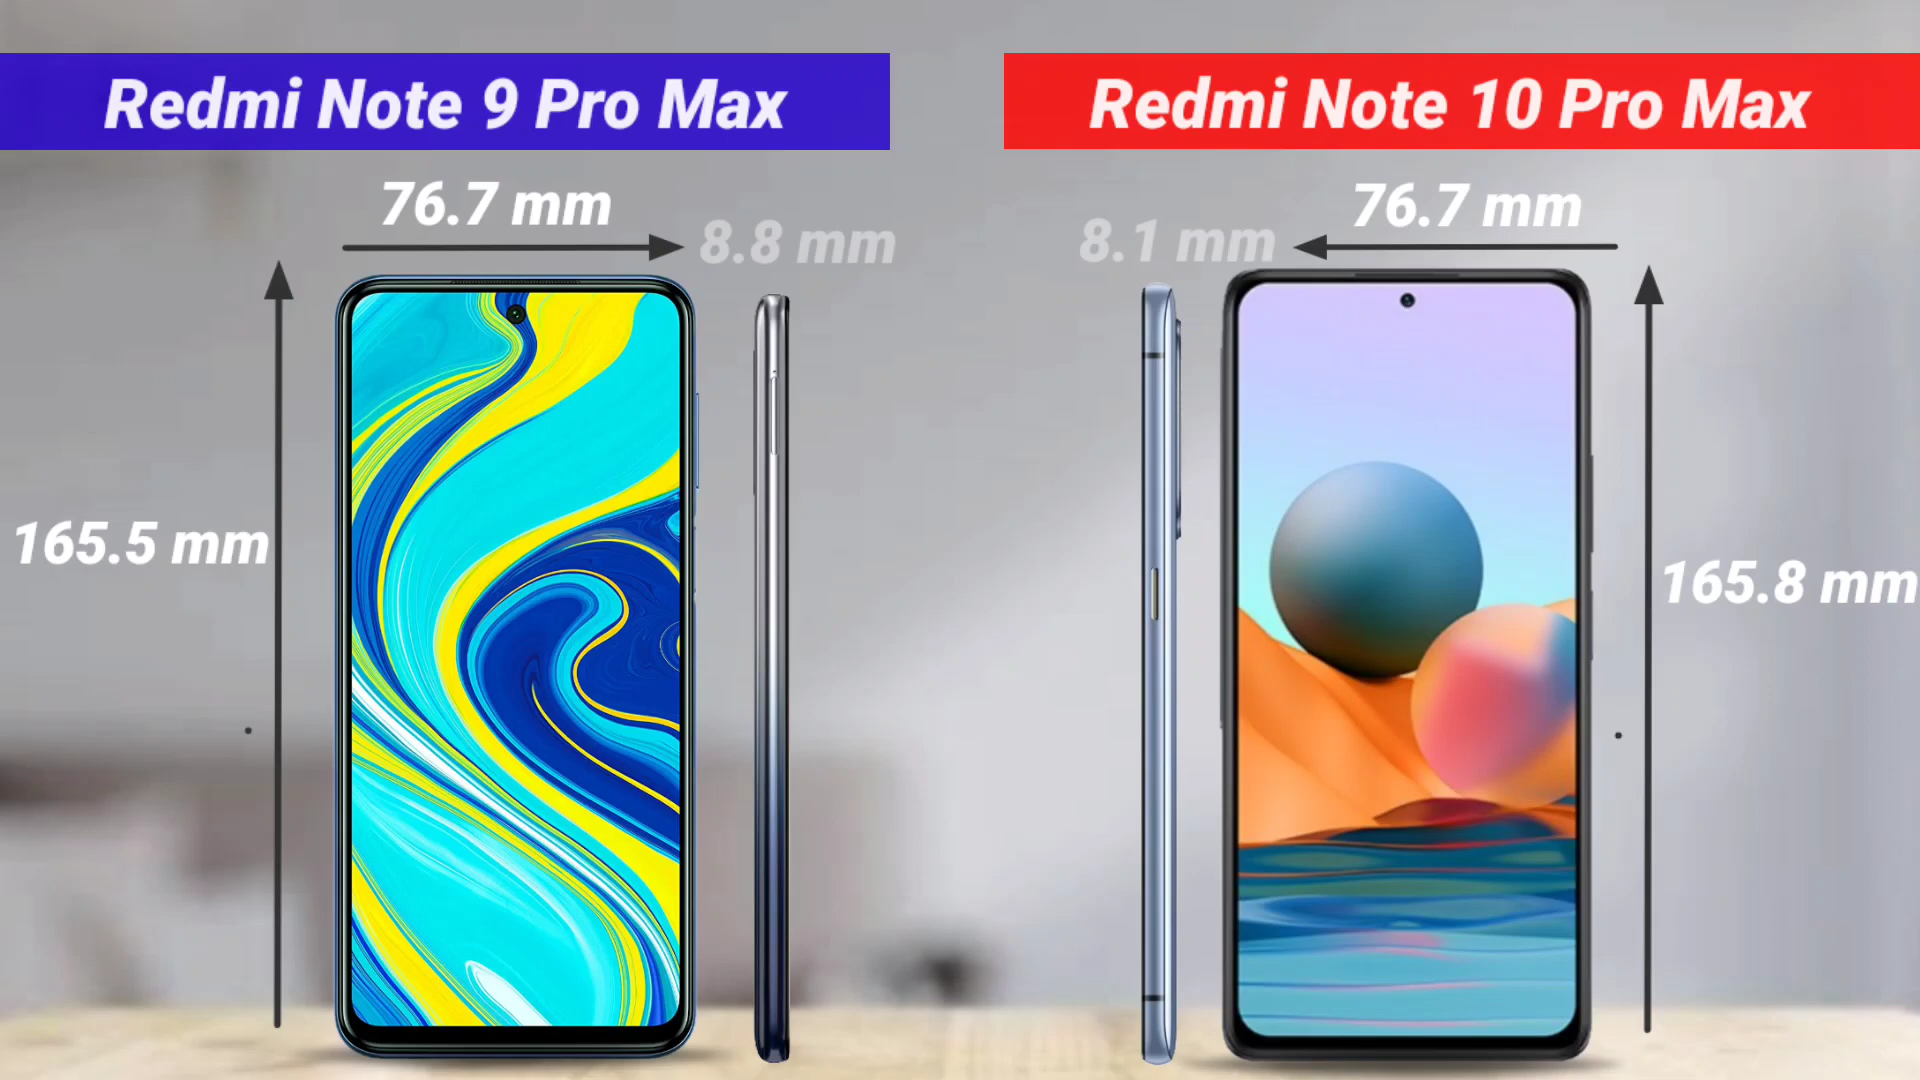 Redmi Note 9 Pro Max
76.7 mm
8.8 mm
165.5 mm
Redmi Note 10 Pro Max
8.1 mm
76.7 mm
165.8 mm